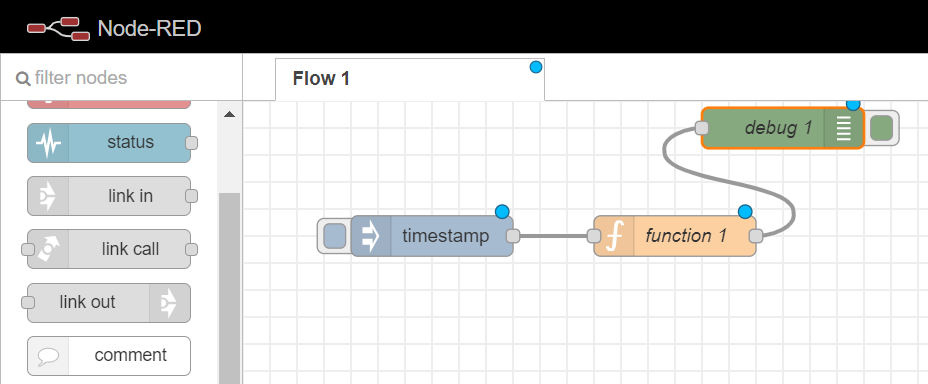 Node-RED
filter nodes
Flow 1
status
link in
link call
link out
comment
debug 1
timestamp
function 1